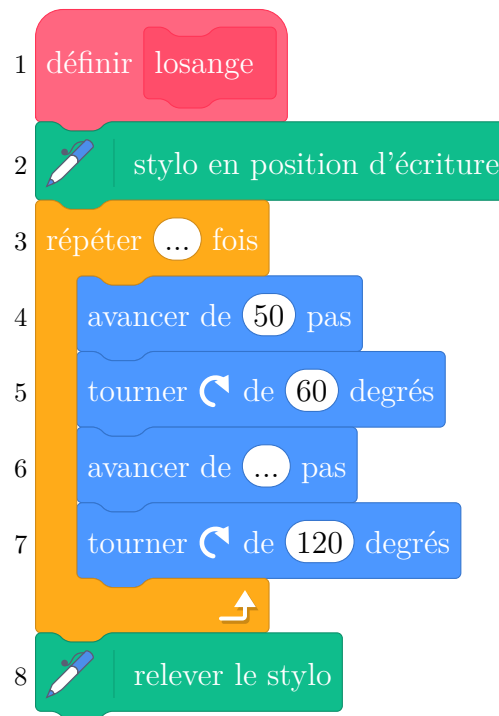 1 définir losange
2 stylo en position d'écriture
3 répéter ... fois
4 avancer de 50 pas
5 tourner de 60 degrés
6 avancer de ... pas
7 tourner de 120 degrés
8 relever le stylo